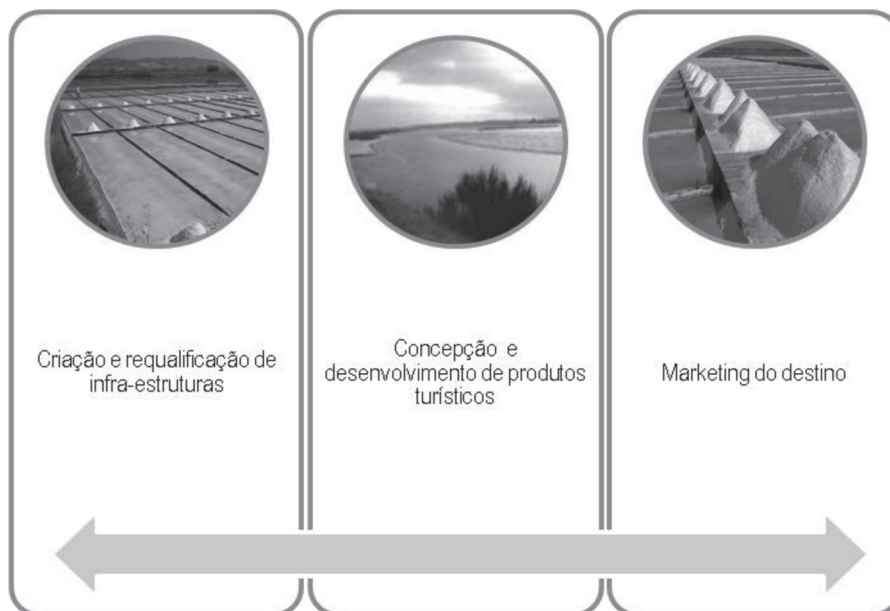 Criação e requalificação de
infra-estruturas
Concepção e
desenvolvimento de produtos
turísticos
Marketing do destino